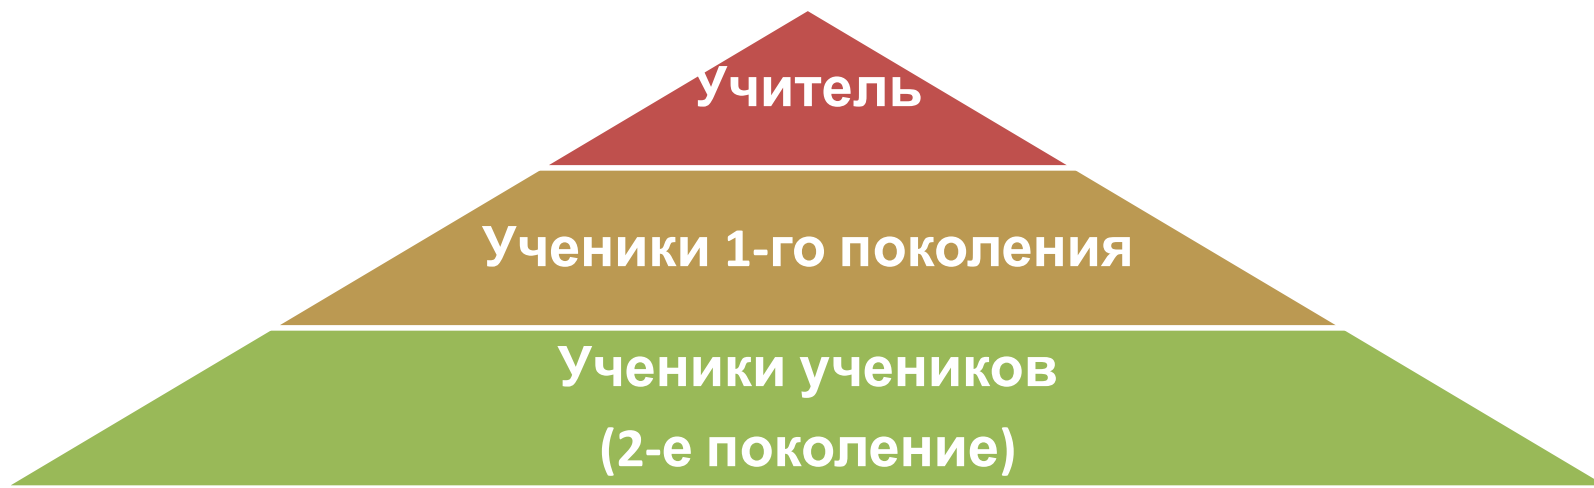 Учитель
Ученики 1-го поколения
Ученики учеников
(2-е поколение)